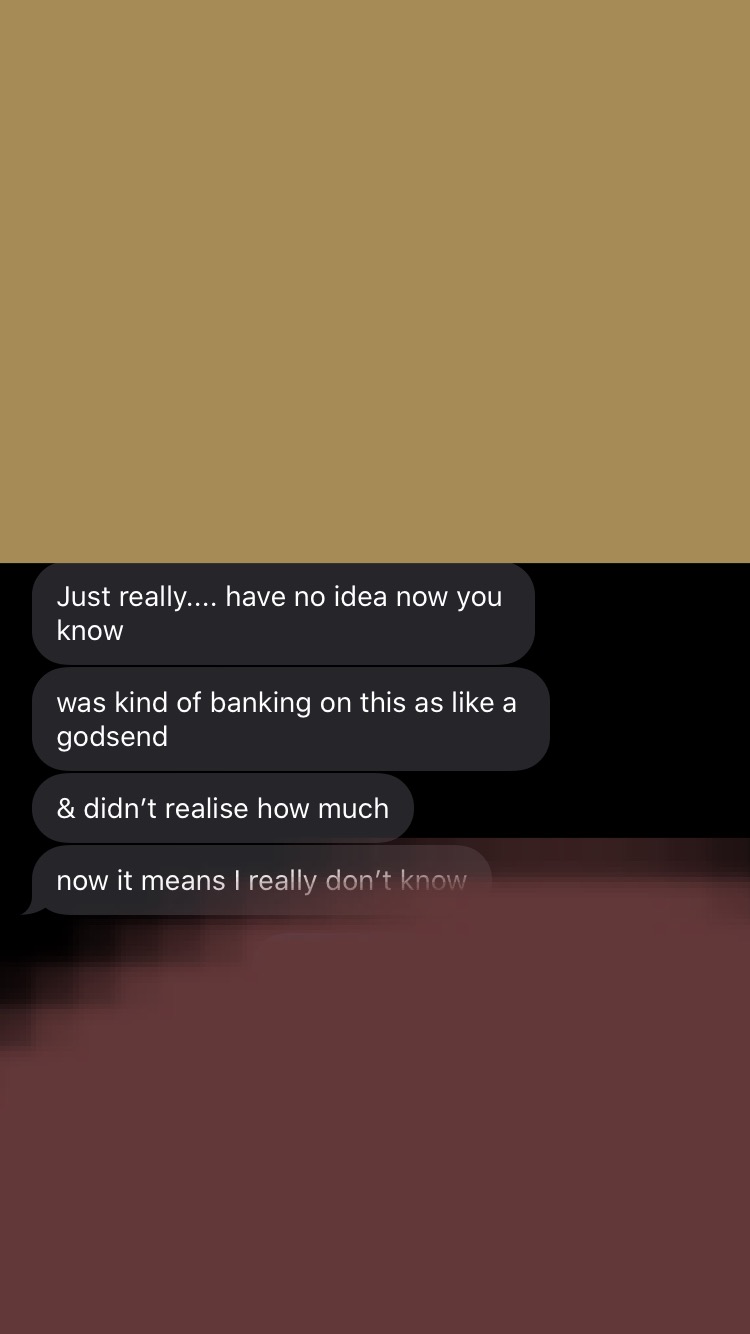 Just really.... have no idea now you
know
was kind of banking on this as like a
godsend
& didn’t realise how much
now it means I really don’t know